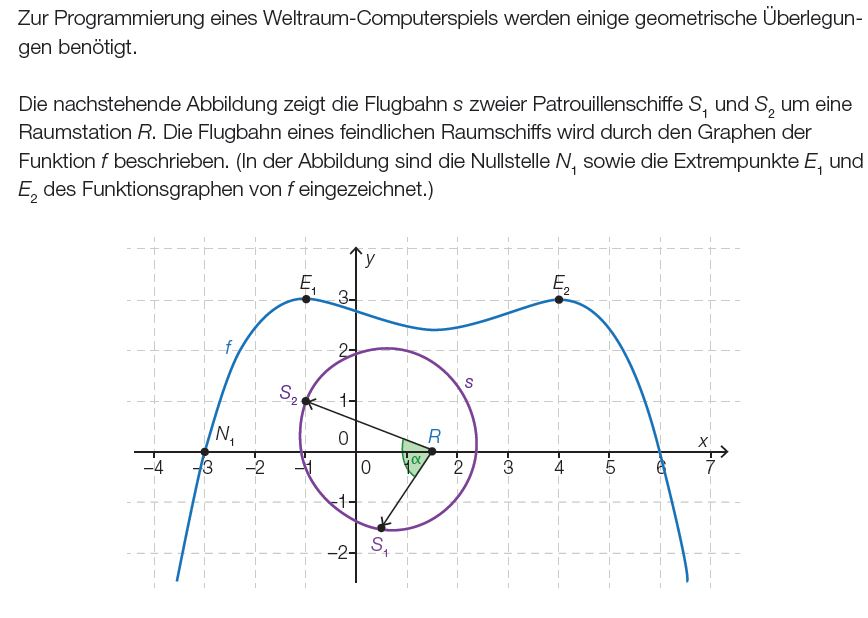 Zur Programmierung eines Weltraum-Computerspiels werden einige geometrische Überlegun-
gen benötigt.
Die nachstehende Abbildung zeigt die Flugbahn s zweier Patrouillenschiffe S₁ und S₂ um eine
Raumstation R. Die Flugbahn eines feindlichen Raumschiffs wird durch den Graphen der
Funktion f beschrieben. (In der Abbildung sind die Nullstelle N₁ sowie die Extrempunkte E₁ und
E₂ des Funktionsgraphen von f eingezeichnet.)
y
E₁ E₂
3
f 2
s
S₂ 1
N₁ 0 R x
–4 –3 –2 –1 0 1 2 3 4 5 6 7
α
–1
S₁
–2